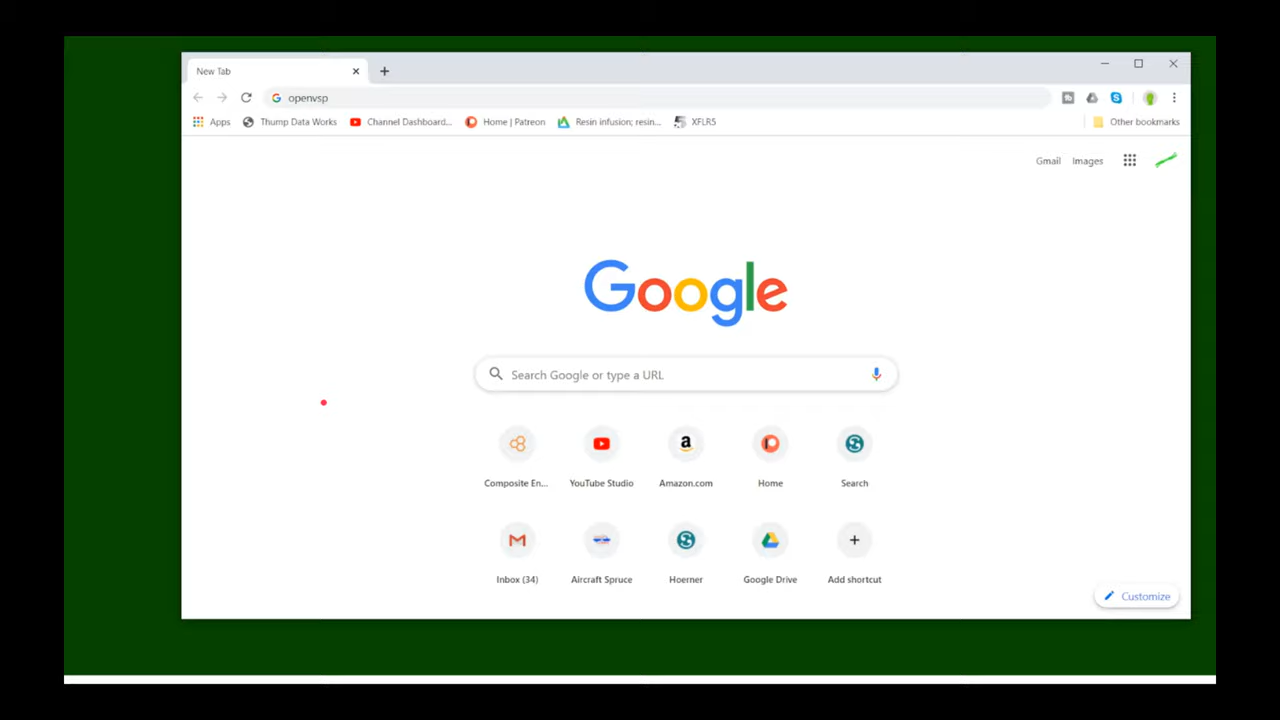 New Tab
openvsp
Apps Thump Data Works Channel Dashboard... Home | Patreon Resin infusion; resin... XFLR5 Other bookmarks
Gmail Images
Google
Search Google or type a URL
Composite En... YouTube Studio Amazon.com Home Search
Inbox (34) Aircraft Spruce Hoerner Google Drive Add shortcut
Customize